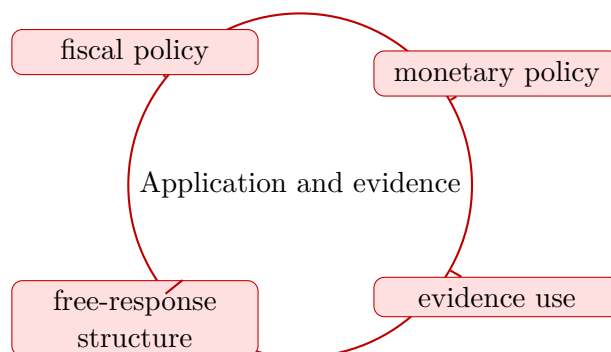 fiscal policy
monetary policy
Application and evidence
free-response
structure
evidence use